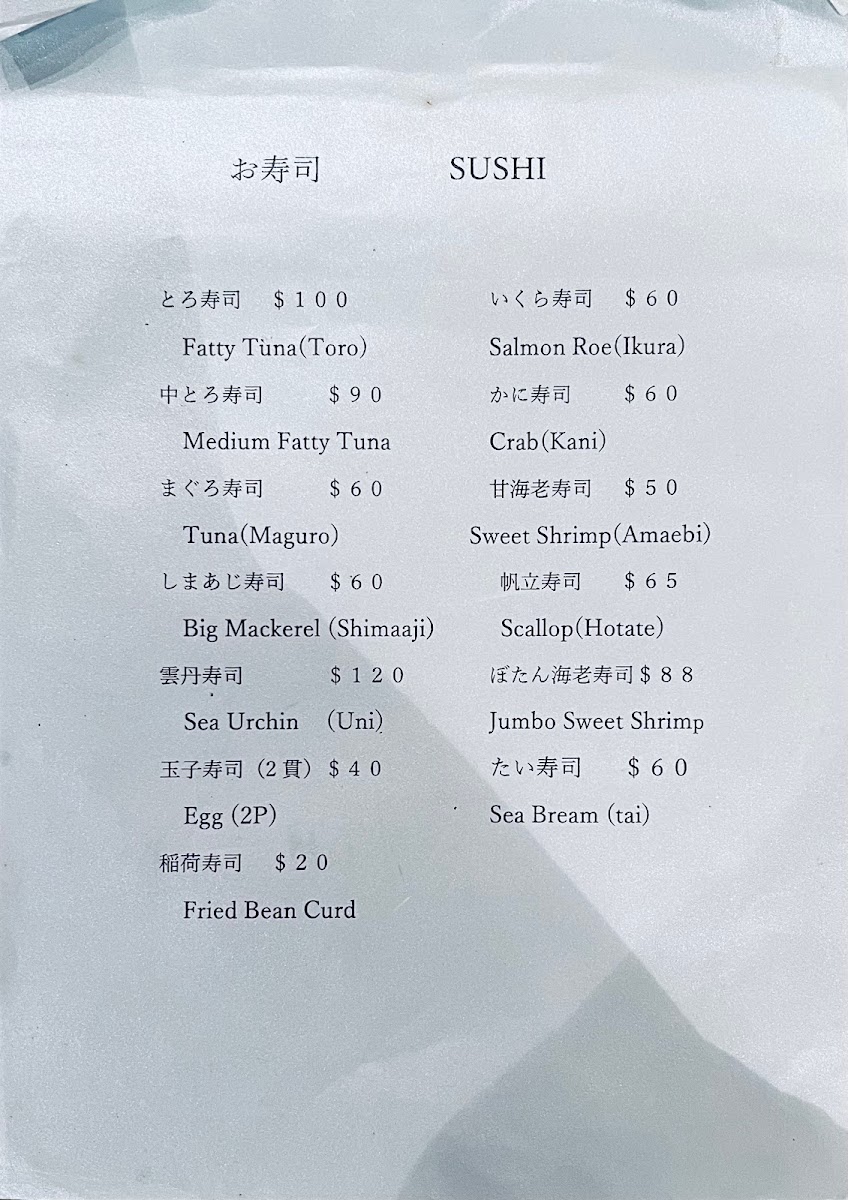 お寿司 SUSHI
とろ寿司 $100
Fatty Tuna(Toro)
中とろ寿司 $90
Medium Fatty Tuna
まぐろ寿司 $60
Tuna(Maguro)
しまあじ寿司 $60
Big Mackerel (Shimaaji)
雲丹寿司 $120
Sea Urchin (Uni)
玉子寿司(2貫) $40
Egg (2P)
稲荷寿司 $20
Fried Bean Curd
いくら寿司 $60
Salmon Roe(Ikura)
かに寿司 $60
Crab(Kani)
甘海老寿司 $50
Sweet Shrimp(Amaebi)
帆立寿司 $65
Scallop(Hotate)
ぼたん海老寿司$88
Jumbo Sweet Shrimp
たい寿司 $60
Sea Bream (tai)